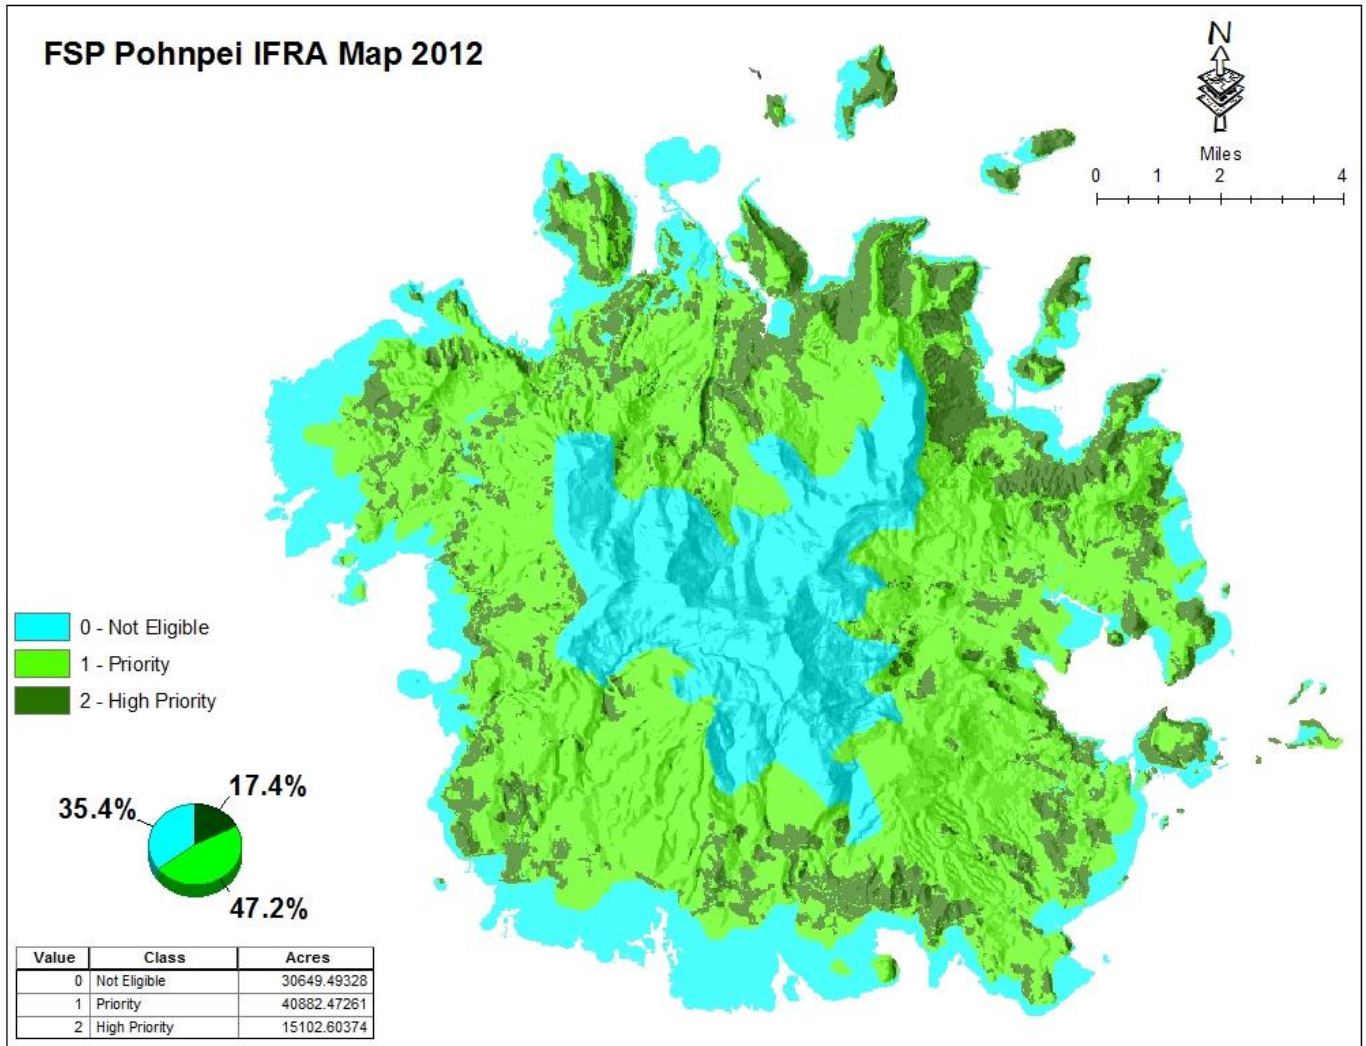 FSP Pohnpei IFRA Map 2012
N
Miles
0 1 2 4
0 - Not Eligible
1 - Priority
2 - High Priority
17.4%
35.4%
47.2%
Value Class Acres
0 Not Eligible 30649.49328
1 Priority 40882.47261
2 High Priority 15102.60374